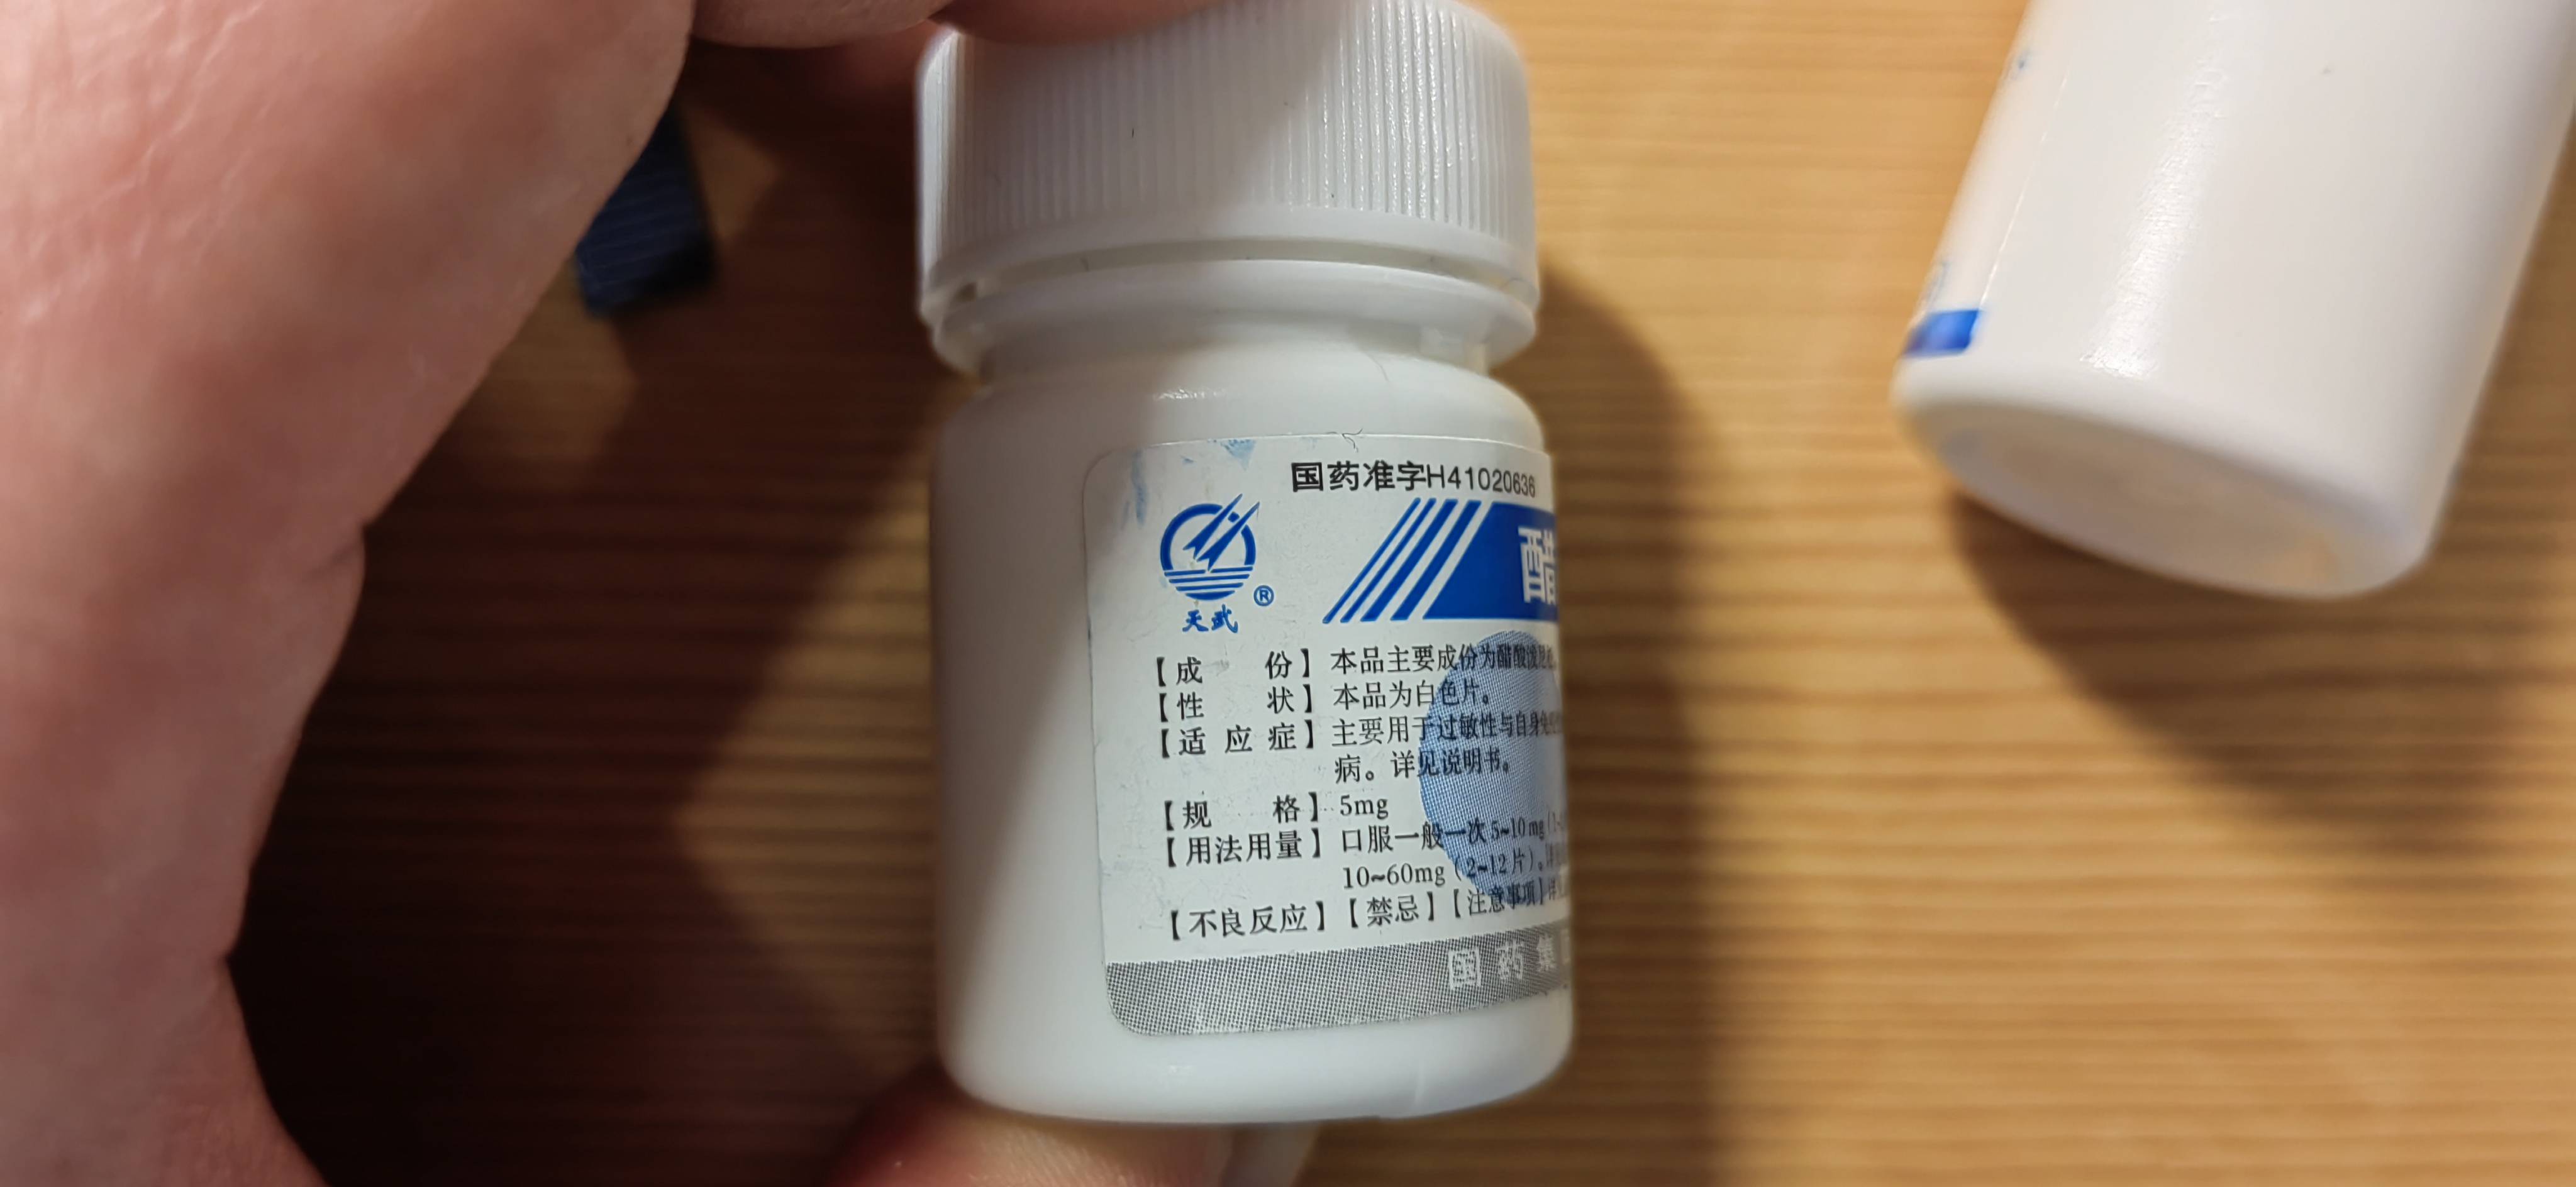 国药准字H41020636
醋
天武®
【成 份】本品主要成份为醋酸泼尼松
【性 状】本品为白色片。
【适应症】主要用于过敏性与自身免
病。详见说明书。
【规 格】5mg
【用法用量】口服一般一次5~10mg(
10~60mg(2~12片)。
【不良反应】【禁忌】【注意事项】详
国药集